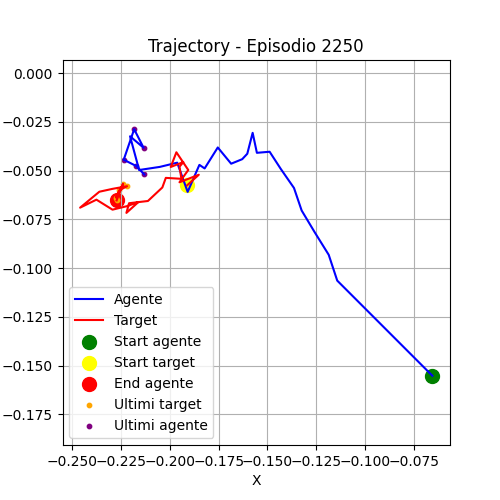 Trajectory - Episodio 2250
0.000
−0.025
−0.050
−0.075
−0.100
−0.125
−0.150
−0.175
Agente
Target
Start agente
Start target
End agente
Ultimi target
Ultimi agente
−0.250−0.225−0.200−0.175−0.150−0.125−0.100−0.075
X